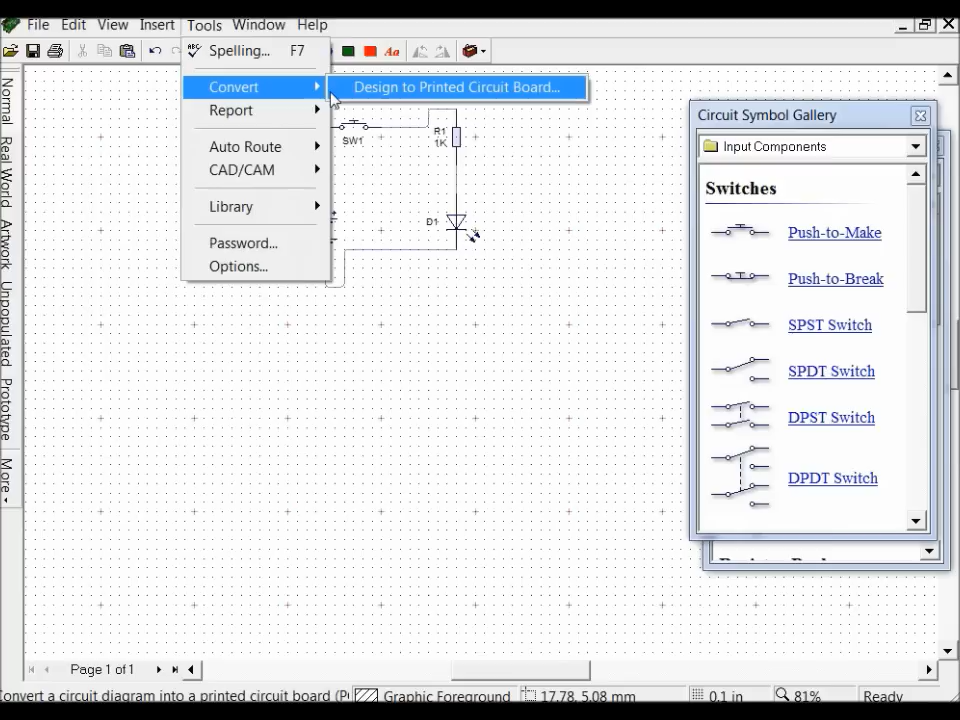 File Edit View Insert Tools Window Help
ABC Spelling... F7
Aa
Convert
Design to Printed Circuit Board...
Report
Auto Route
CAD/CAM
Library
Password...
Options...
SW1
R1
1K
D1
Normal
Real World
Artwork
Unpopulated
Prototype
More
Circuit Symbol Gallery
Input Components
Switches
Push-to-Make
Push-to-Break
SPST Switch
SPDT Switch
DPST Switch
DPDT Switch
Page 1 of 1
Convert a circuit diagram into a printed circuit board (P
Graphic Foreground
17.78, 5.08 mm
0.1 in
81%
Ready